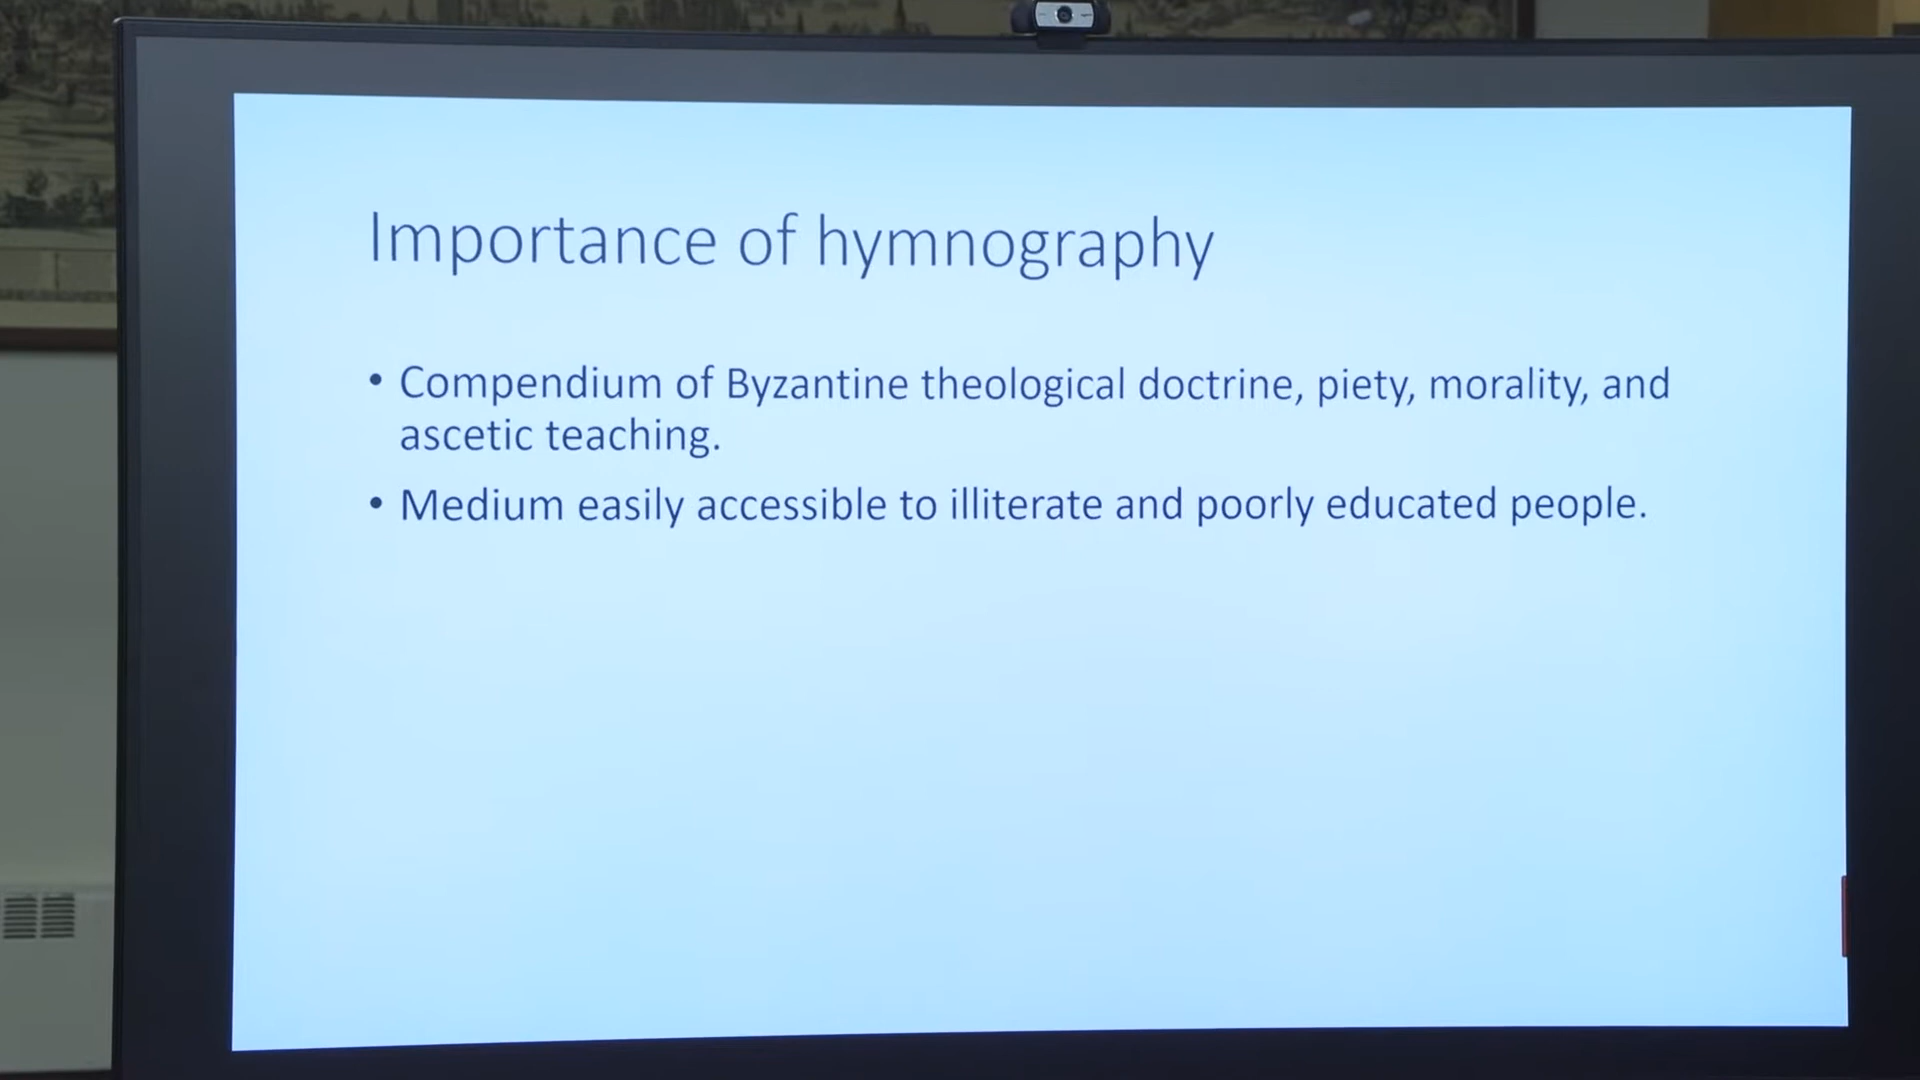 Importance of hymnography
• Compendium of Byzantine theological doctrine, piety, morality, and
ascetic teaching.
• Medium easily accessible to illiterate and poorly educated people.